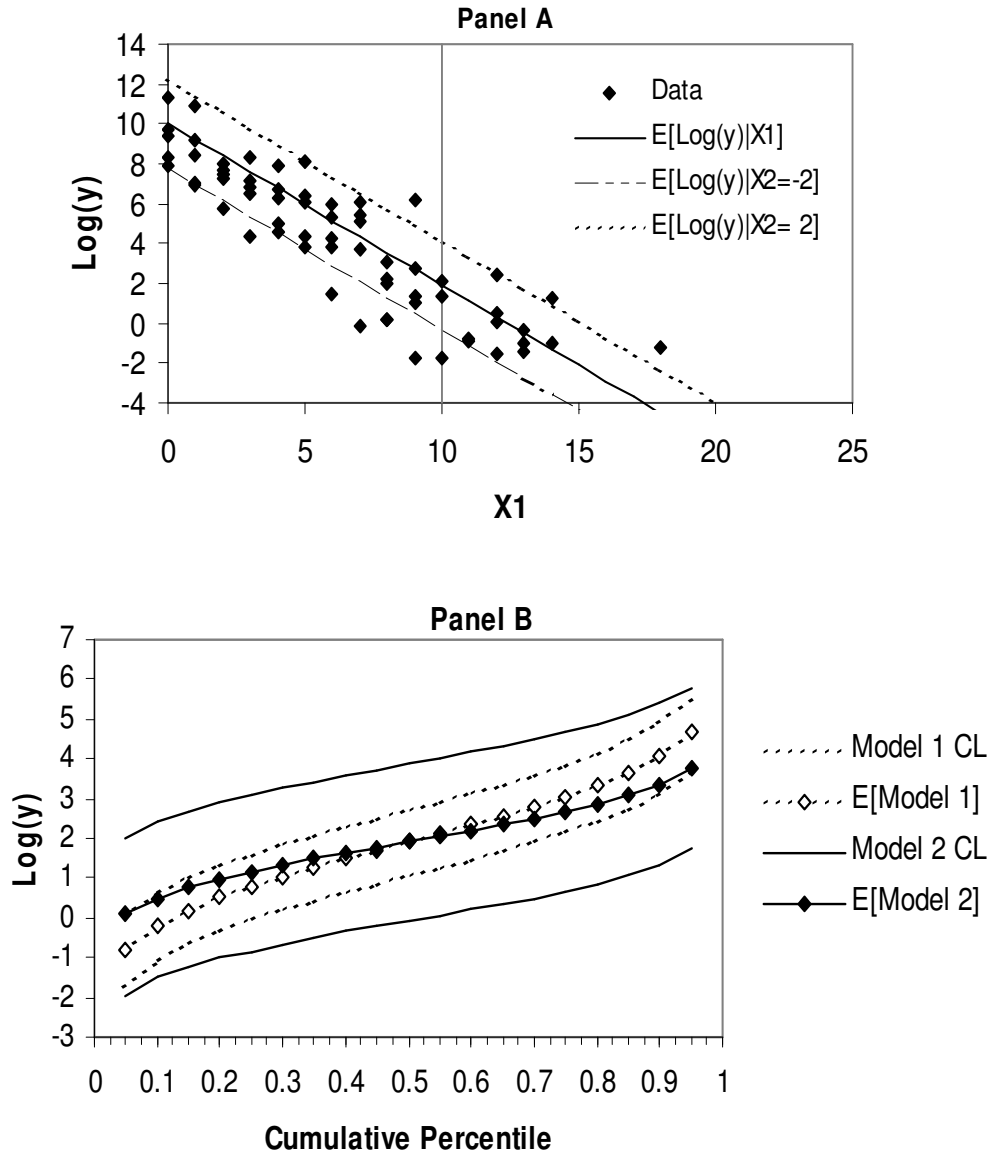 Panel A
14
12
10
8
6
4
2
0
-2
-4
Log(y)
0 5 10 15 20 25
X1
Data
E[Log(y)|X1]
E[Log(y)|X2=-2]
E[Log(y)|X2= 2]
Panel B
7
6
5
4
3
2
1
0
-1
-2
-3
Log(y)
0 0.1 0.2 0.3 0.4 0.5 0.6 0.7 0.8 0.9 1
Cumulative Percentile
Model 1 CL
E[Model 1]
Model 2 CL
E[Model 2]